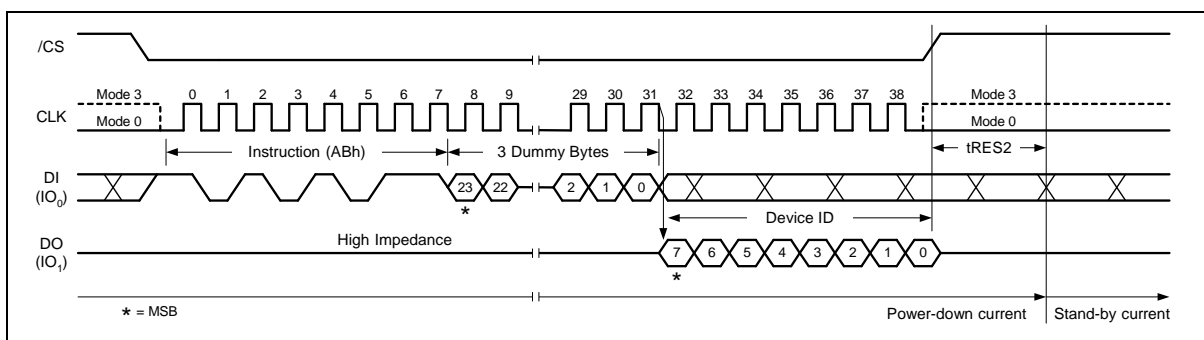 /CS
Mode 3 0 1 2 3 4 5 6 7 8 9 29 30 31 32 33 34 35 36 37 38 Mode 3
CLK
Mode 0 Mode 0
Instruction (ABh) 3 Dummy Bytes tRES2
DI
(IO0)
23 22 2 1 0
*
Device ID
High Impedance
DO
(IO1)
7 6 5 4 3 2 1 0
*
* = MSB
Power-down current Stand-by current